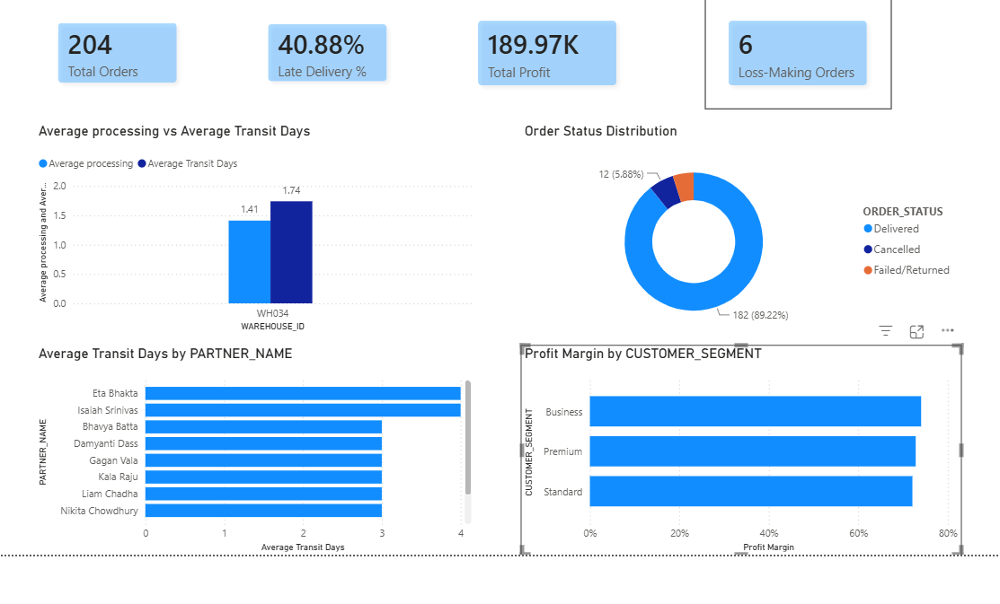 204
Total Orders
40.88%
Late Delivery %
189.97K
Total Profit
6
Loss-Making Orders
Average processing vs Average Transit Days
Average processing Average Transit Days
Average processing and Aver...
2.0
1.5
1.0
0.5
0.0
1.41
1.74
WH034
WAREHOUSE_ID
Order Status Distribution
12 (5.88%)
182 (89.22%)
ORDER_STATUS
Delivered
Cancelled
Failed/Returned
Average Transit Days by PARTNER_NAME
PARTNER_NAME
Eta Bhakta
Isaiah Srinivas
Bhavya Batta
Damyanti Dass
Gagan Vala
Kala Raju
Liam Chadha
Nikita Chowdhury
0 1 2 3 4
Average Transit Days
Profit Margin by CUSTOMER_SEGMENT
CUSTOMER_SEGMENT
Business
Premium
Standard
0% 20% 40% 60% 80%
Profit Margin